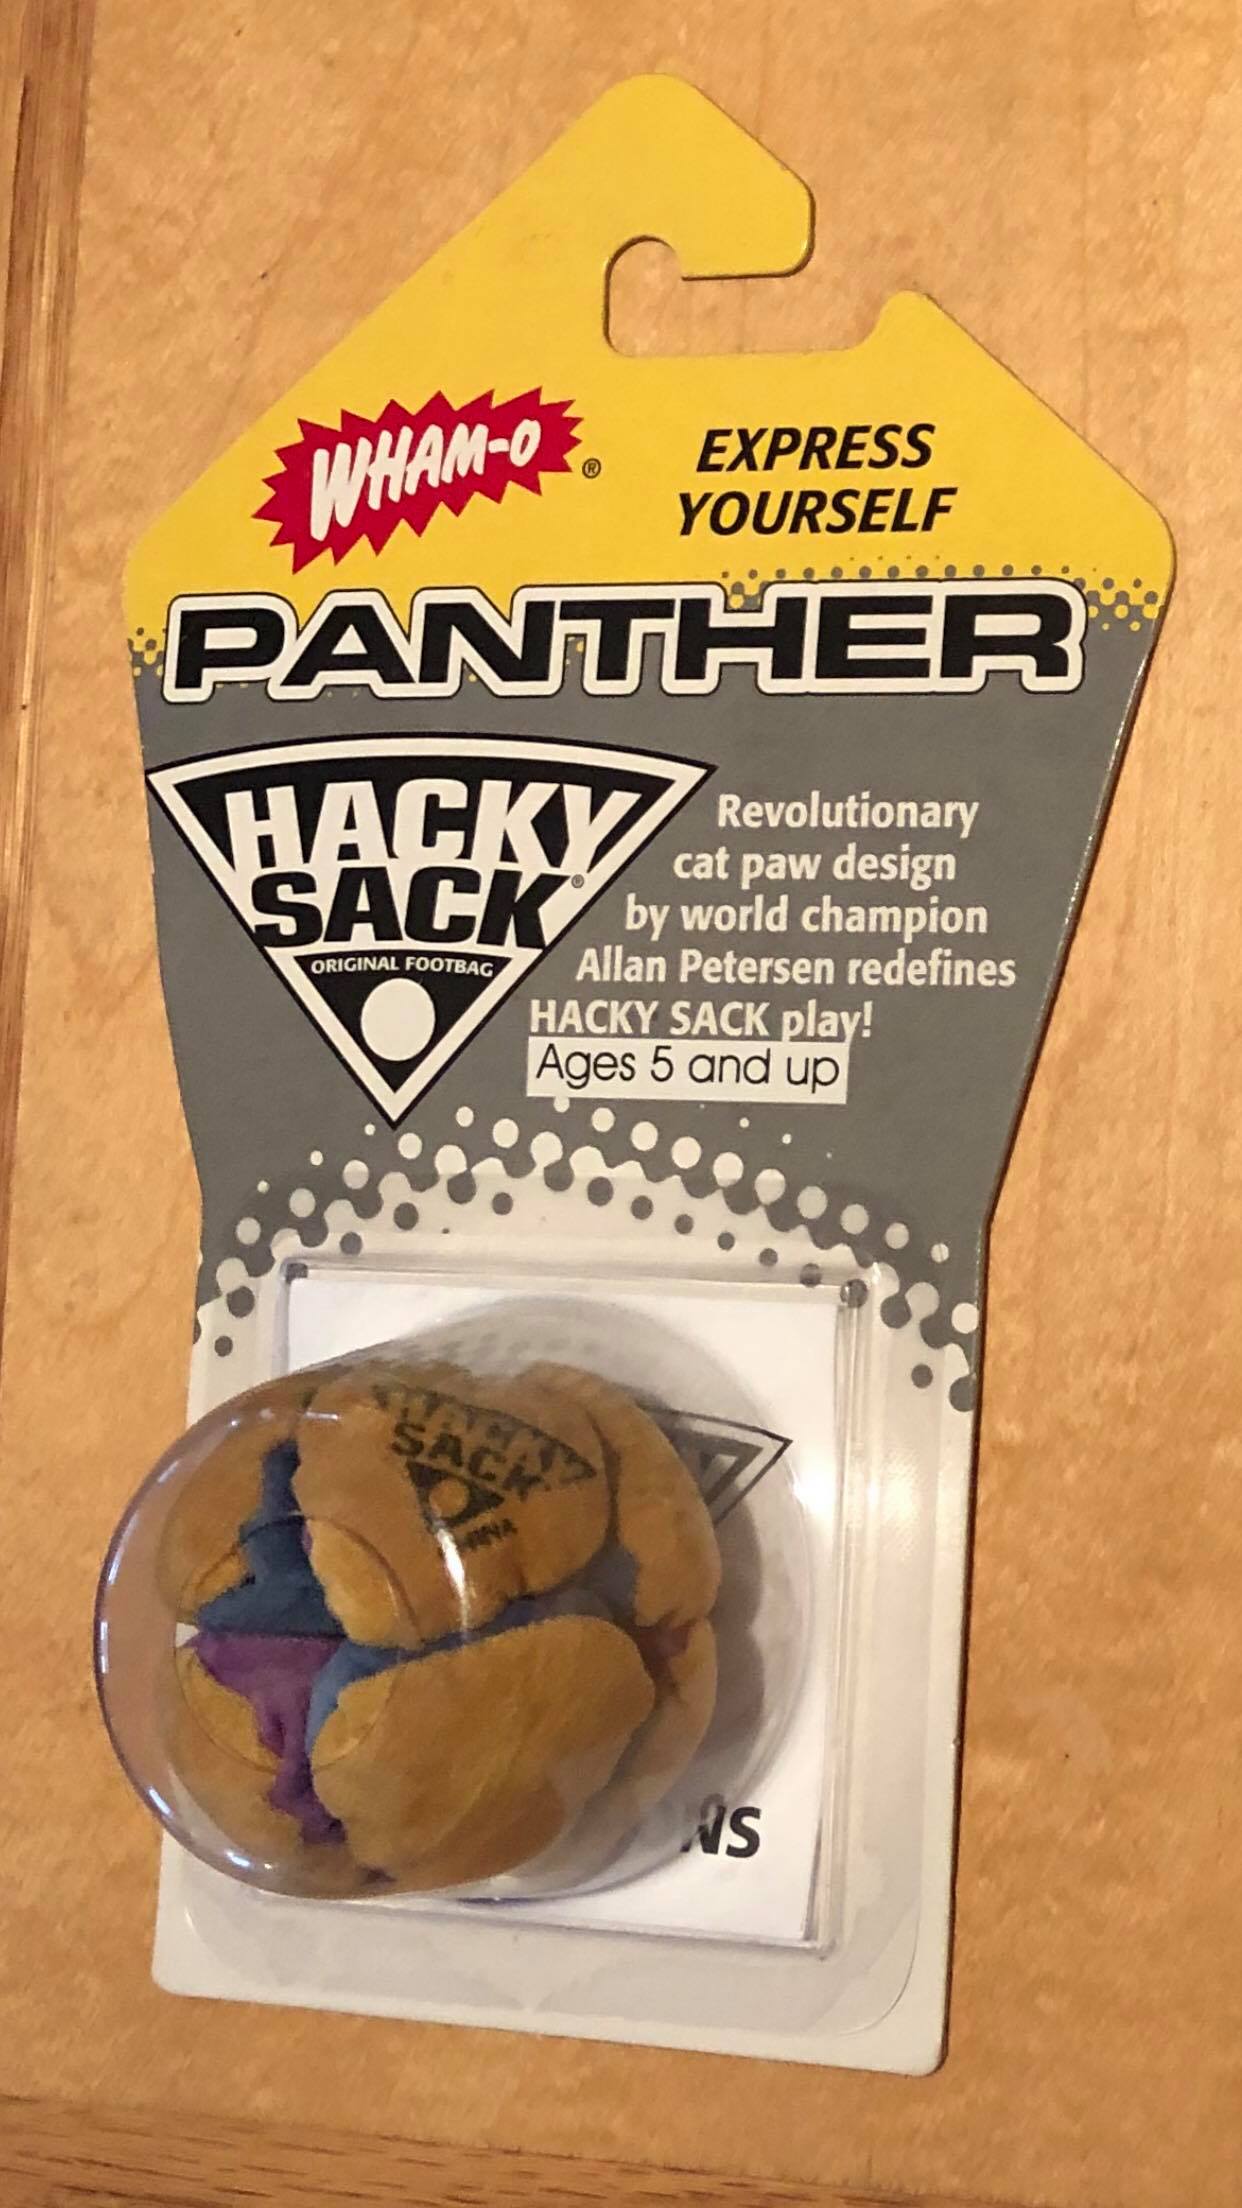 WHAM-O®
EXPRESS
YOURSELF
PANTHER
HACKY
SACK®
ORIGINAL FOOTBAG
Revolutionary
cat paw design
by world champion
Allan Petersen redefines
HACKY SACK play!
Ages 5 and up
HACKY
SACK